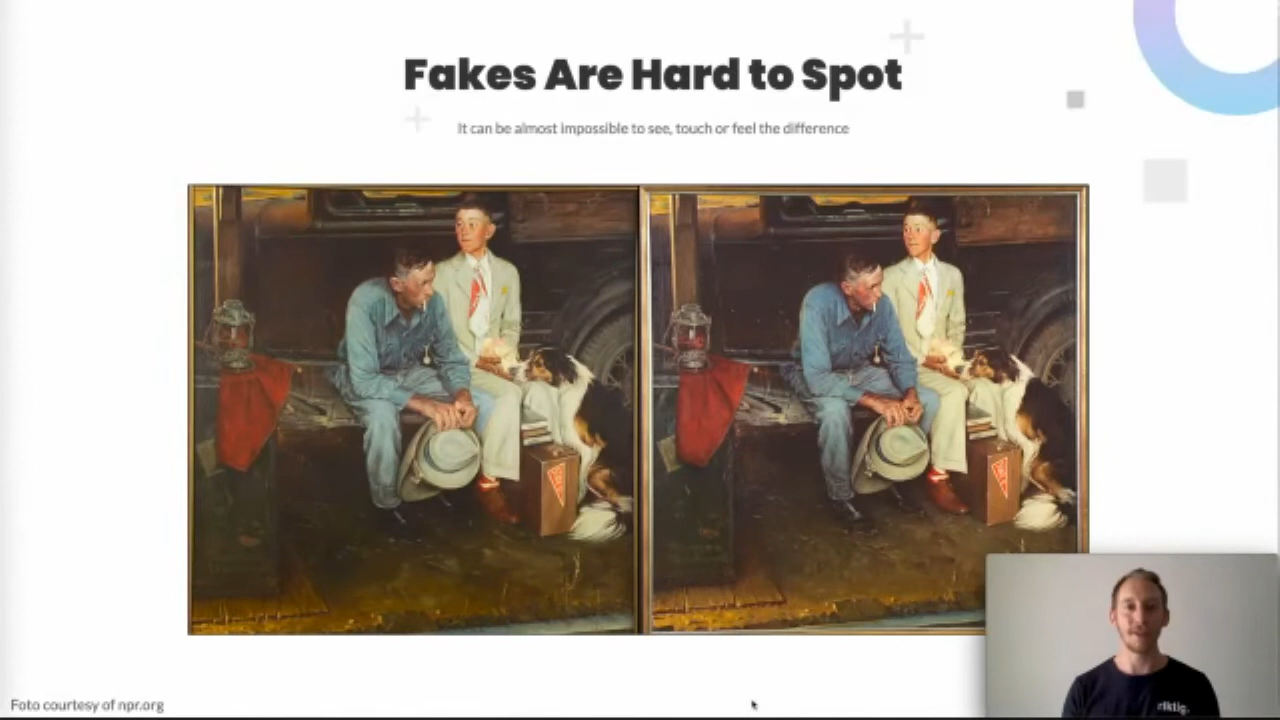 Fakes Are Hard to Spot
It can be almost impossible to see, touch or feel the difference
riktig.
Foto courtesy of npr.org